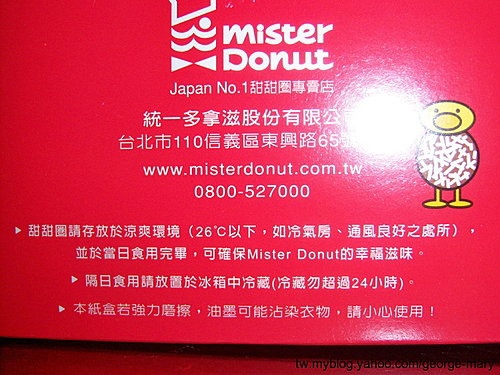 mister
Donut
Japan No.1甜甜圈專賣店
統一多拿滋股份有限公
台北市110信義區東興路65
www.misterdonut.com.tw
0800-527000
▶ 甜甜圈請存放於涼爽環境（26℃以下，如冷氣房、通風良好之處所），
並於當日食用完畢，可確保Mister Donut的幸福滋味。
▶ 隔日食用請放置於冰箱中冷藏(冷藏勿超過24小時)。
▶ 本紙盒若強力磨擦，油墨可能沾染衣物，請小心使用！
tw.myblog.yahoo.com/george-mary